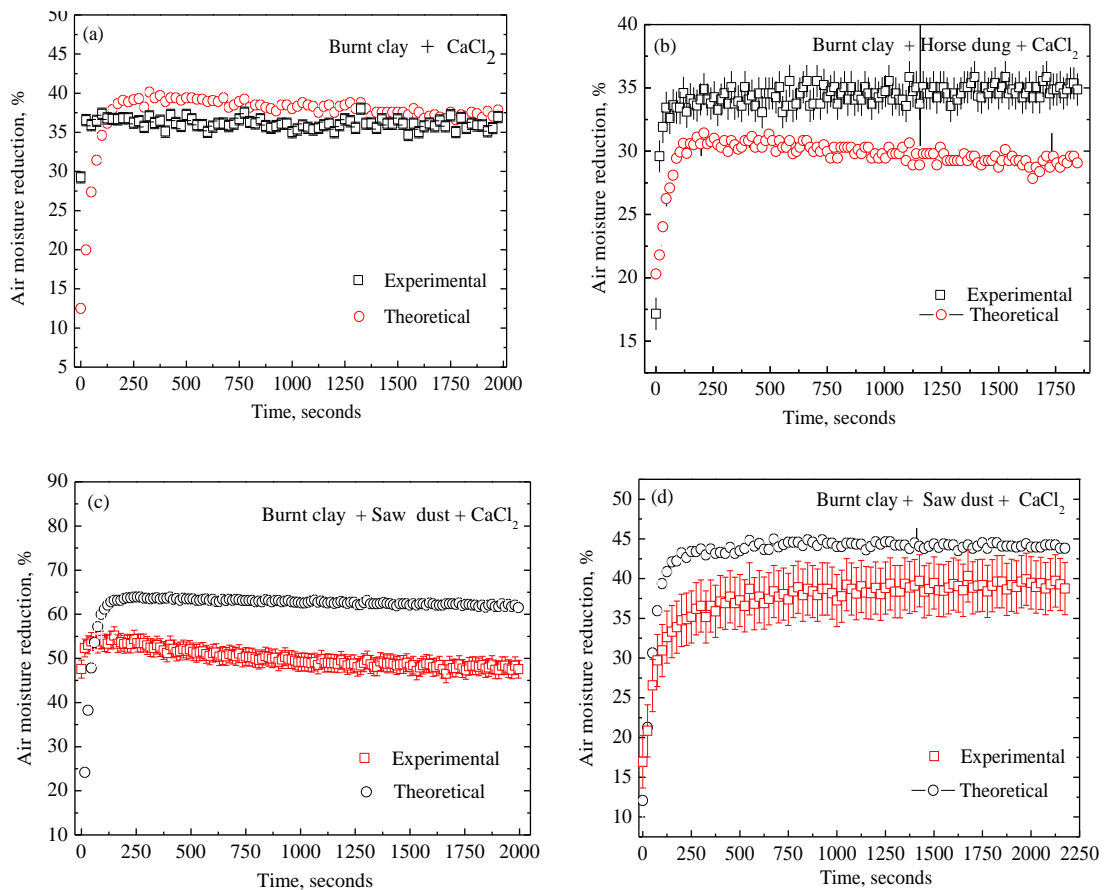 (a)
Burnt clay + CaCl2
Air moisture reduction, %
50
45
40
35
30
25
20
15
10
5
Experimental
Theoretical
0 250 500 750 1000 1250 1500 1750 2000
Time, seconds
(b)
Burnt clay + Horse dung + CaCl2
Air moisture reduction, %
40
35
30
25
20
15
Experimental
Theoretical
0 250 500 750 1000 1250 1500 1750
Time, seconds
(c)
Burnt clay + Saw dust + CaCl2
Air moisture reduction, %
90
80
70
60
50
40
30
20
10
Experimental
Theoretical
0 250 500 750 1000 1250 1500 1750 2000
Time, seconds
(d)
Burnt clay + Saw dust + CaCl2
Air moisture reduction, %
50
45
40
35
30
25
20
15
10
Experimental
Theoretical
0 250 500 750 1000 1250 1500 1750 2000 2250
Time, seconds